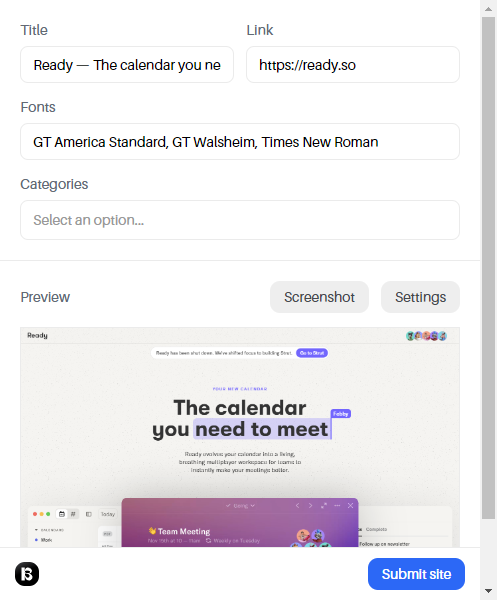 Title
Link
Ready — The calendar you ne
https://ready.so
Fonts
GT America Standard, GT Walsheim, Times New Roman
Categories
Select an option...
Preview
Screenshot
Settings
Ready
Ready has been shut down. We've shifted focus to building Strut.
Go to Strut
YOUR NEW CALENDAR
The calendar
Fabby
you need to meet
Ready evolves your calendar into a living,
breathing multiplayer workspace for teams to
instantly make your meetings better.
Today
Going
Work
Team Meeting
Complete
Follow up on newsletter
Submit site